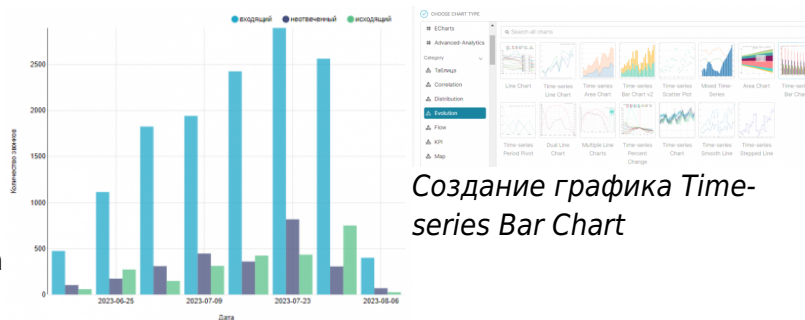 входящий неотвеченный исходящий
2500
2000
1500
1000
500
0
Количество звонков
2023-06-25 2023-07-09 2023-07-23 2023-08-06
Дата
CHOOSE CHART TYPE
# ECharts
# Advanced-Analytics
Category
Таблица
Correlation
Distribution
Evolution
Flow
KPI
Map
Search all charts
Line Chart
Time-series Line Chart
Time-series Area Chart
Time-series Bar Chart v2
Time-series Scatter Plot
Mixed Time-Series
Area Chart
Time-series Period Pivot
Dual Line Chart
Multiple Line Charts
Time-series Percent Change
Time-series Chart
Time-series Smooth Line
Time-series Stepped Line
Создание графика Time-
series Bar Chart